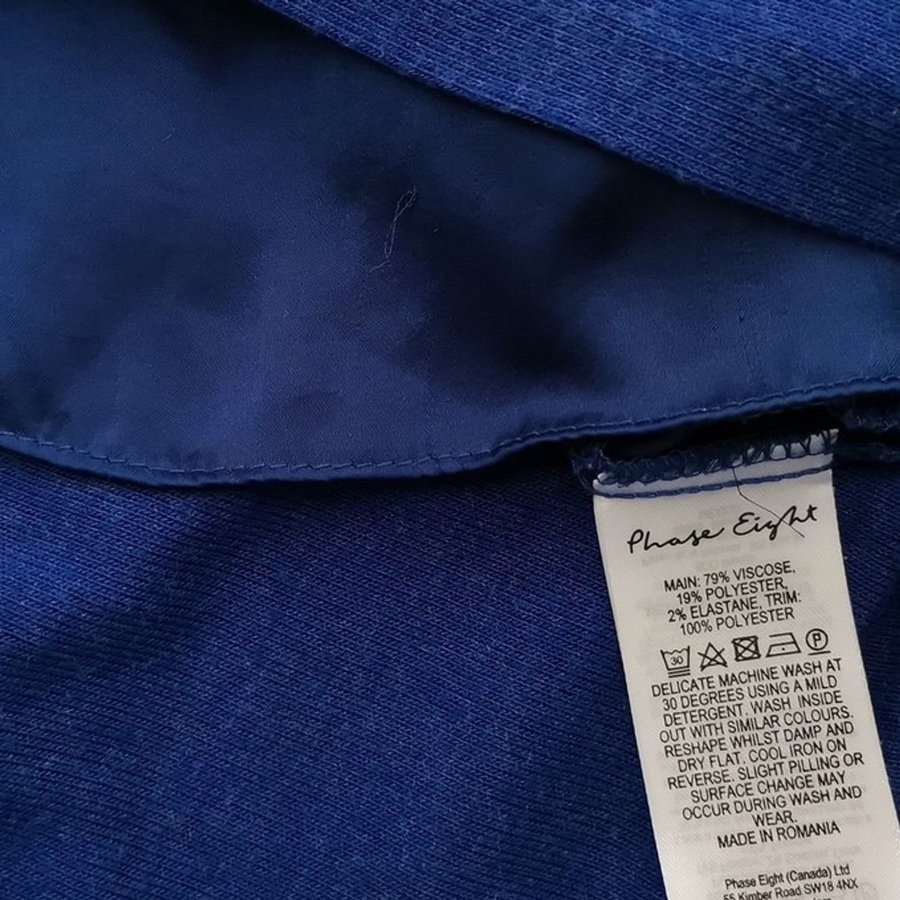 Phase Eight
MAIN: 79% VISCOSE,
19% POLYESTER,
2% ELASTANE, TRIM:
100% POLYESTER
30 P
DELICATE MACHINE WASH AT
30 DEGREES USING A MILD
DETERGENT. WASH INSIDE
OUT WITH SIMILAR COLOURS.
RESHAPE WHILST DAMP AND
DRY FLAT. COOL IRON ON
REVERSE. SLIGHT PILLING OR
SURFACE CHANGE MAY
OCCUR DURING WASH AND
WEAR.
MADE IN ROMANIA
Phase Eight (Canada) Ltd
55 Kimber Road SW18 4NX